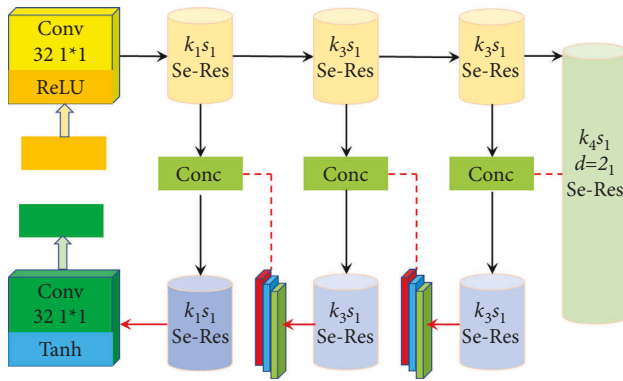 Conv
32 1*1
ReLU
k₁s₁
Se-Res
k₃s₁
Se-Res
k₃s₁
Se-Res
k₄s₁
d=2₁
Se-Res
Conc
Conc
Conc
Conv
32 1*1
Tanh
k₁s₁
Se-Res
k₃s₁
Se-Res
k₃s₁
Se-Res